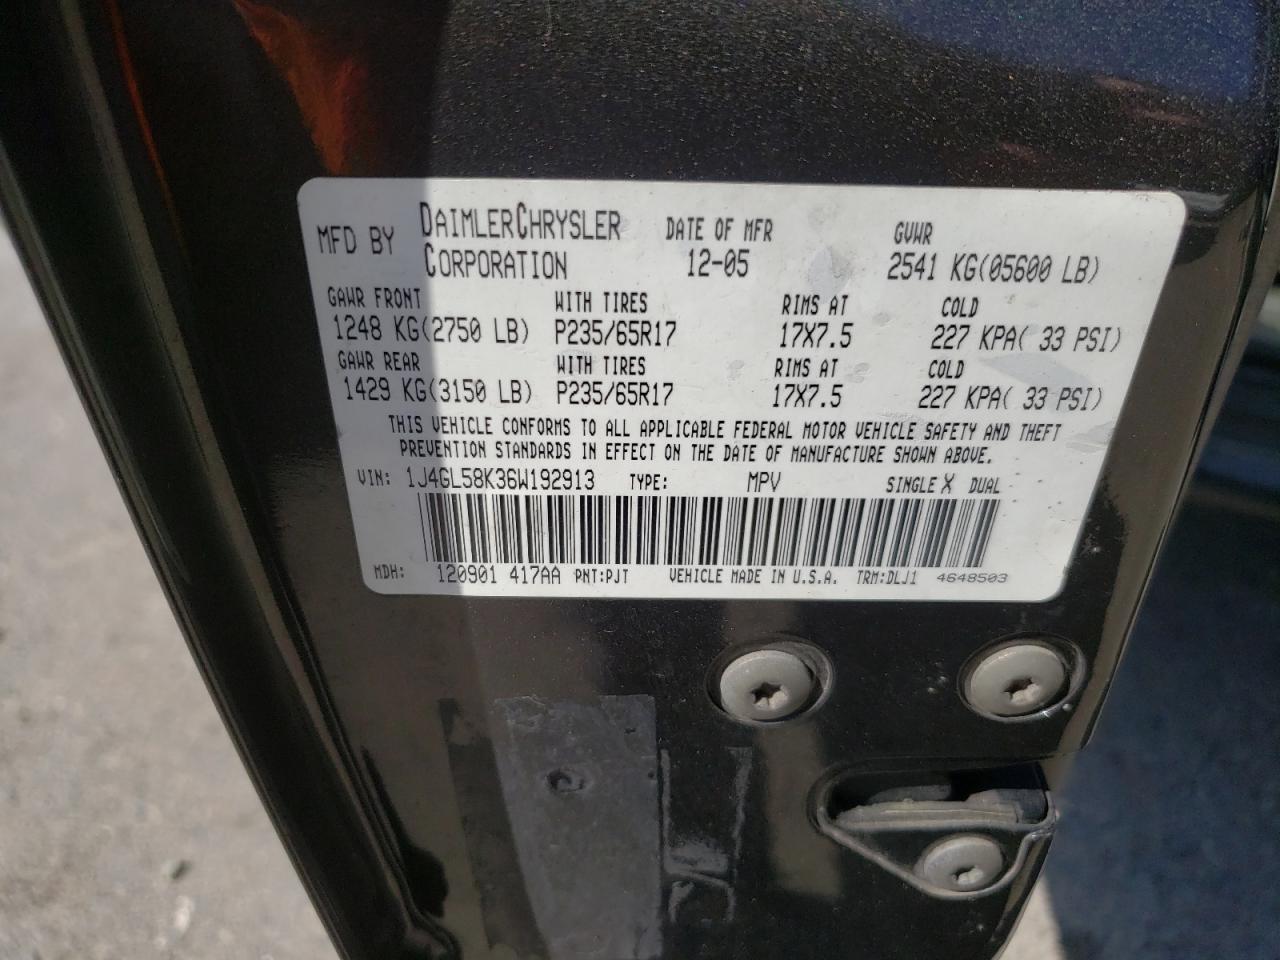 MFD BY DAIMLERCHRYSLER CORPORATION DATE OF MFR 12-05 GVWR 2541 KG(05600 LB)
GAWR FRONT WITH TIRES RIMS AT COLD
1248 KG(2750 LB) P235/65R17 17X7.5 227 KPA( 33 PSI)
GAWR REAR WITH TIRES RIMS AT COLD
1429 KG(3150 LB) P235/65R17 17X7.5 227 KPA( 33 PSI)
THIS VEHICLE CONFORMS TO ALL APPLICABLE FEDERAL MOTOR VEHICLE SAFETY AND THEFT
PREVENTION STANDARDS IN EFFECT ON THE DATE OF MANUFACTURE SHOWN ABOVE.
VIN: 1J4GL58K36W192913 TYPE: MPV SINGLE X DUAL
MDH: 120901 417AA PNT:PJT VEHICLE MADE IN U.S.A. TRM:DLJ1 4648503